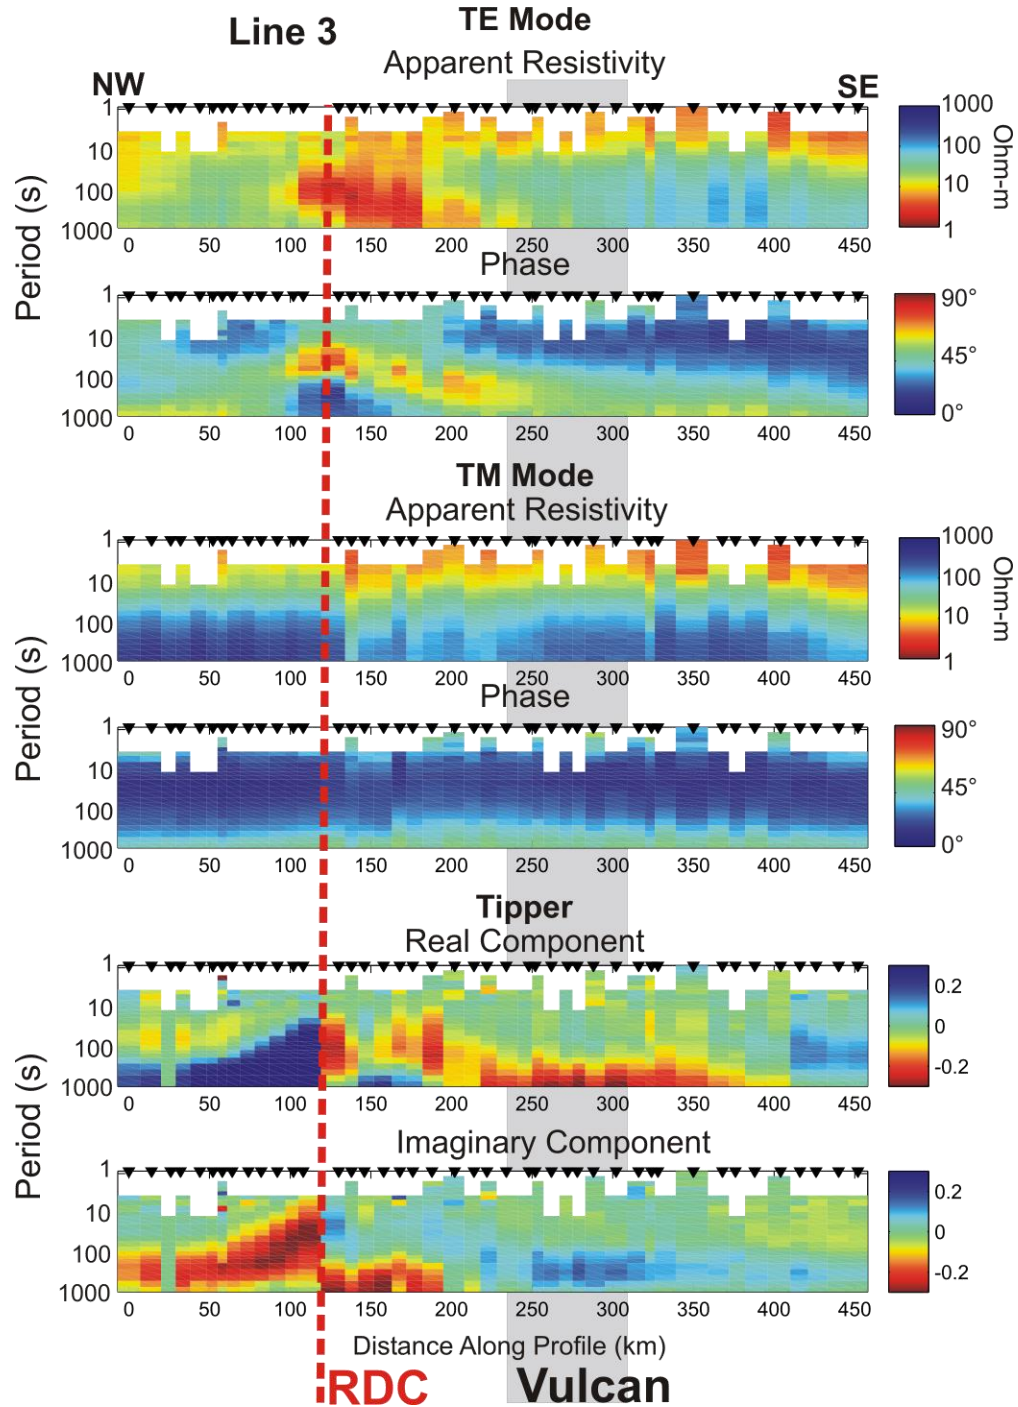 Line 3
TE Mode
Apparent Resistivity
NW
SE
1
10
100
1000
0 50 100 150 200 250 300 350 400 450
1000
100
10
1
Ohm-m
Period (s)
Phase
1
10
100
1000
0 50 100 150 200 250 300 350 400 450
90°
45°
0°
TM Mode
Apparent Resistivity
1
10
100
1000
0 50 100 150 200 250 300 350 400 450
1000
100
10
1
Ohm-m
Period (s)
Phase
1
10
100
1000
0 50 100 150 200 250 300 350 400 450
90°
45°
0°
Tipper
Real Component
1
10
100
1000
0 50 100 150 200 250 300 350 400 450
0.2
0
-0.2
Period (s)
Imaginary Component
1
10
100
1000
0 50 100 150 200 250 300 350 400 450
0.2
0
-0.2
Distance Along Profile (km)
RDC
Vulcan